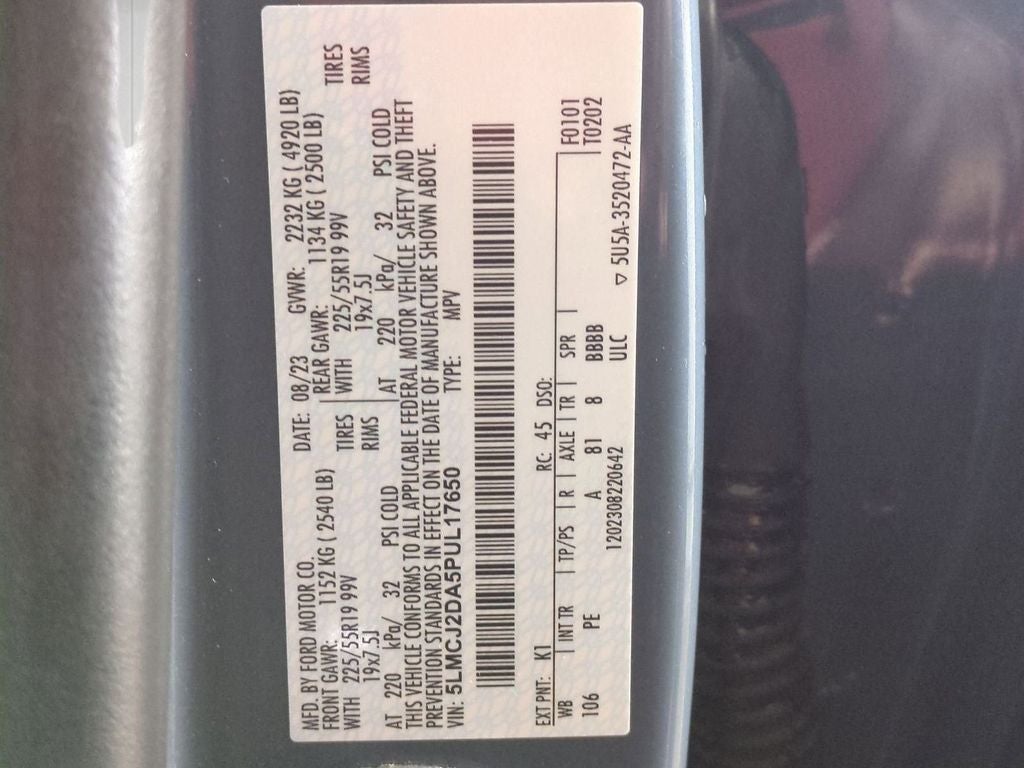 MFD. BY FORD MOTOR CO. DATE: 08/23 GVWR: 2232 KG ( 4920 LB)
FRONT GAWR: 1152 KG ( 2540 LB) REAR GAWR: 1134 KG ( 2500 LB)
WITH 225/55R19 99V TIRES WITH 225/55R19 99V TIRES
19x7.5J RIMS 19x7.5J RIMS
AT 220 kPa/ 32 PSI COLD AT 220 kPa/ 32 PSI COLD
THIS VEHICLE CONFORMS TO ALL APPLICABLE FEDERAL MOTOR VEHICLE SAFETY AND THEFT
PREVENTION STANDARDS IN EFFECT ON THE DATE OF MANUFACTURE SHOWN ABOVE.
VIN: 5LMCJ2DA5PUL17650 TYPE: MPV
EXT PNT: K1 RC: 45 DSO: F0101
WB INT TR TP/PS R AXLE TR SPR T0202
106 PE A 81 8 BBBB
120230820642 ULC ▽ 5U5A-3520472-AA